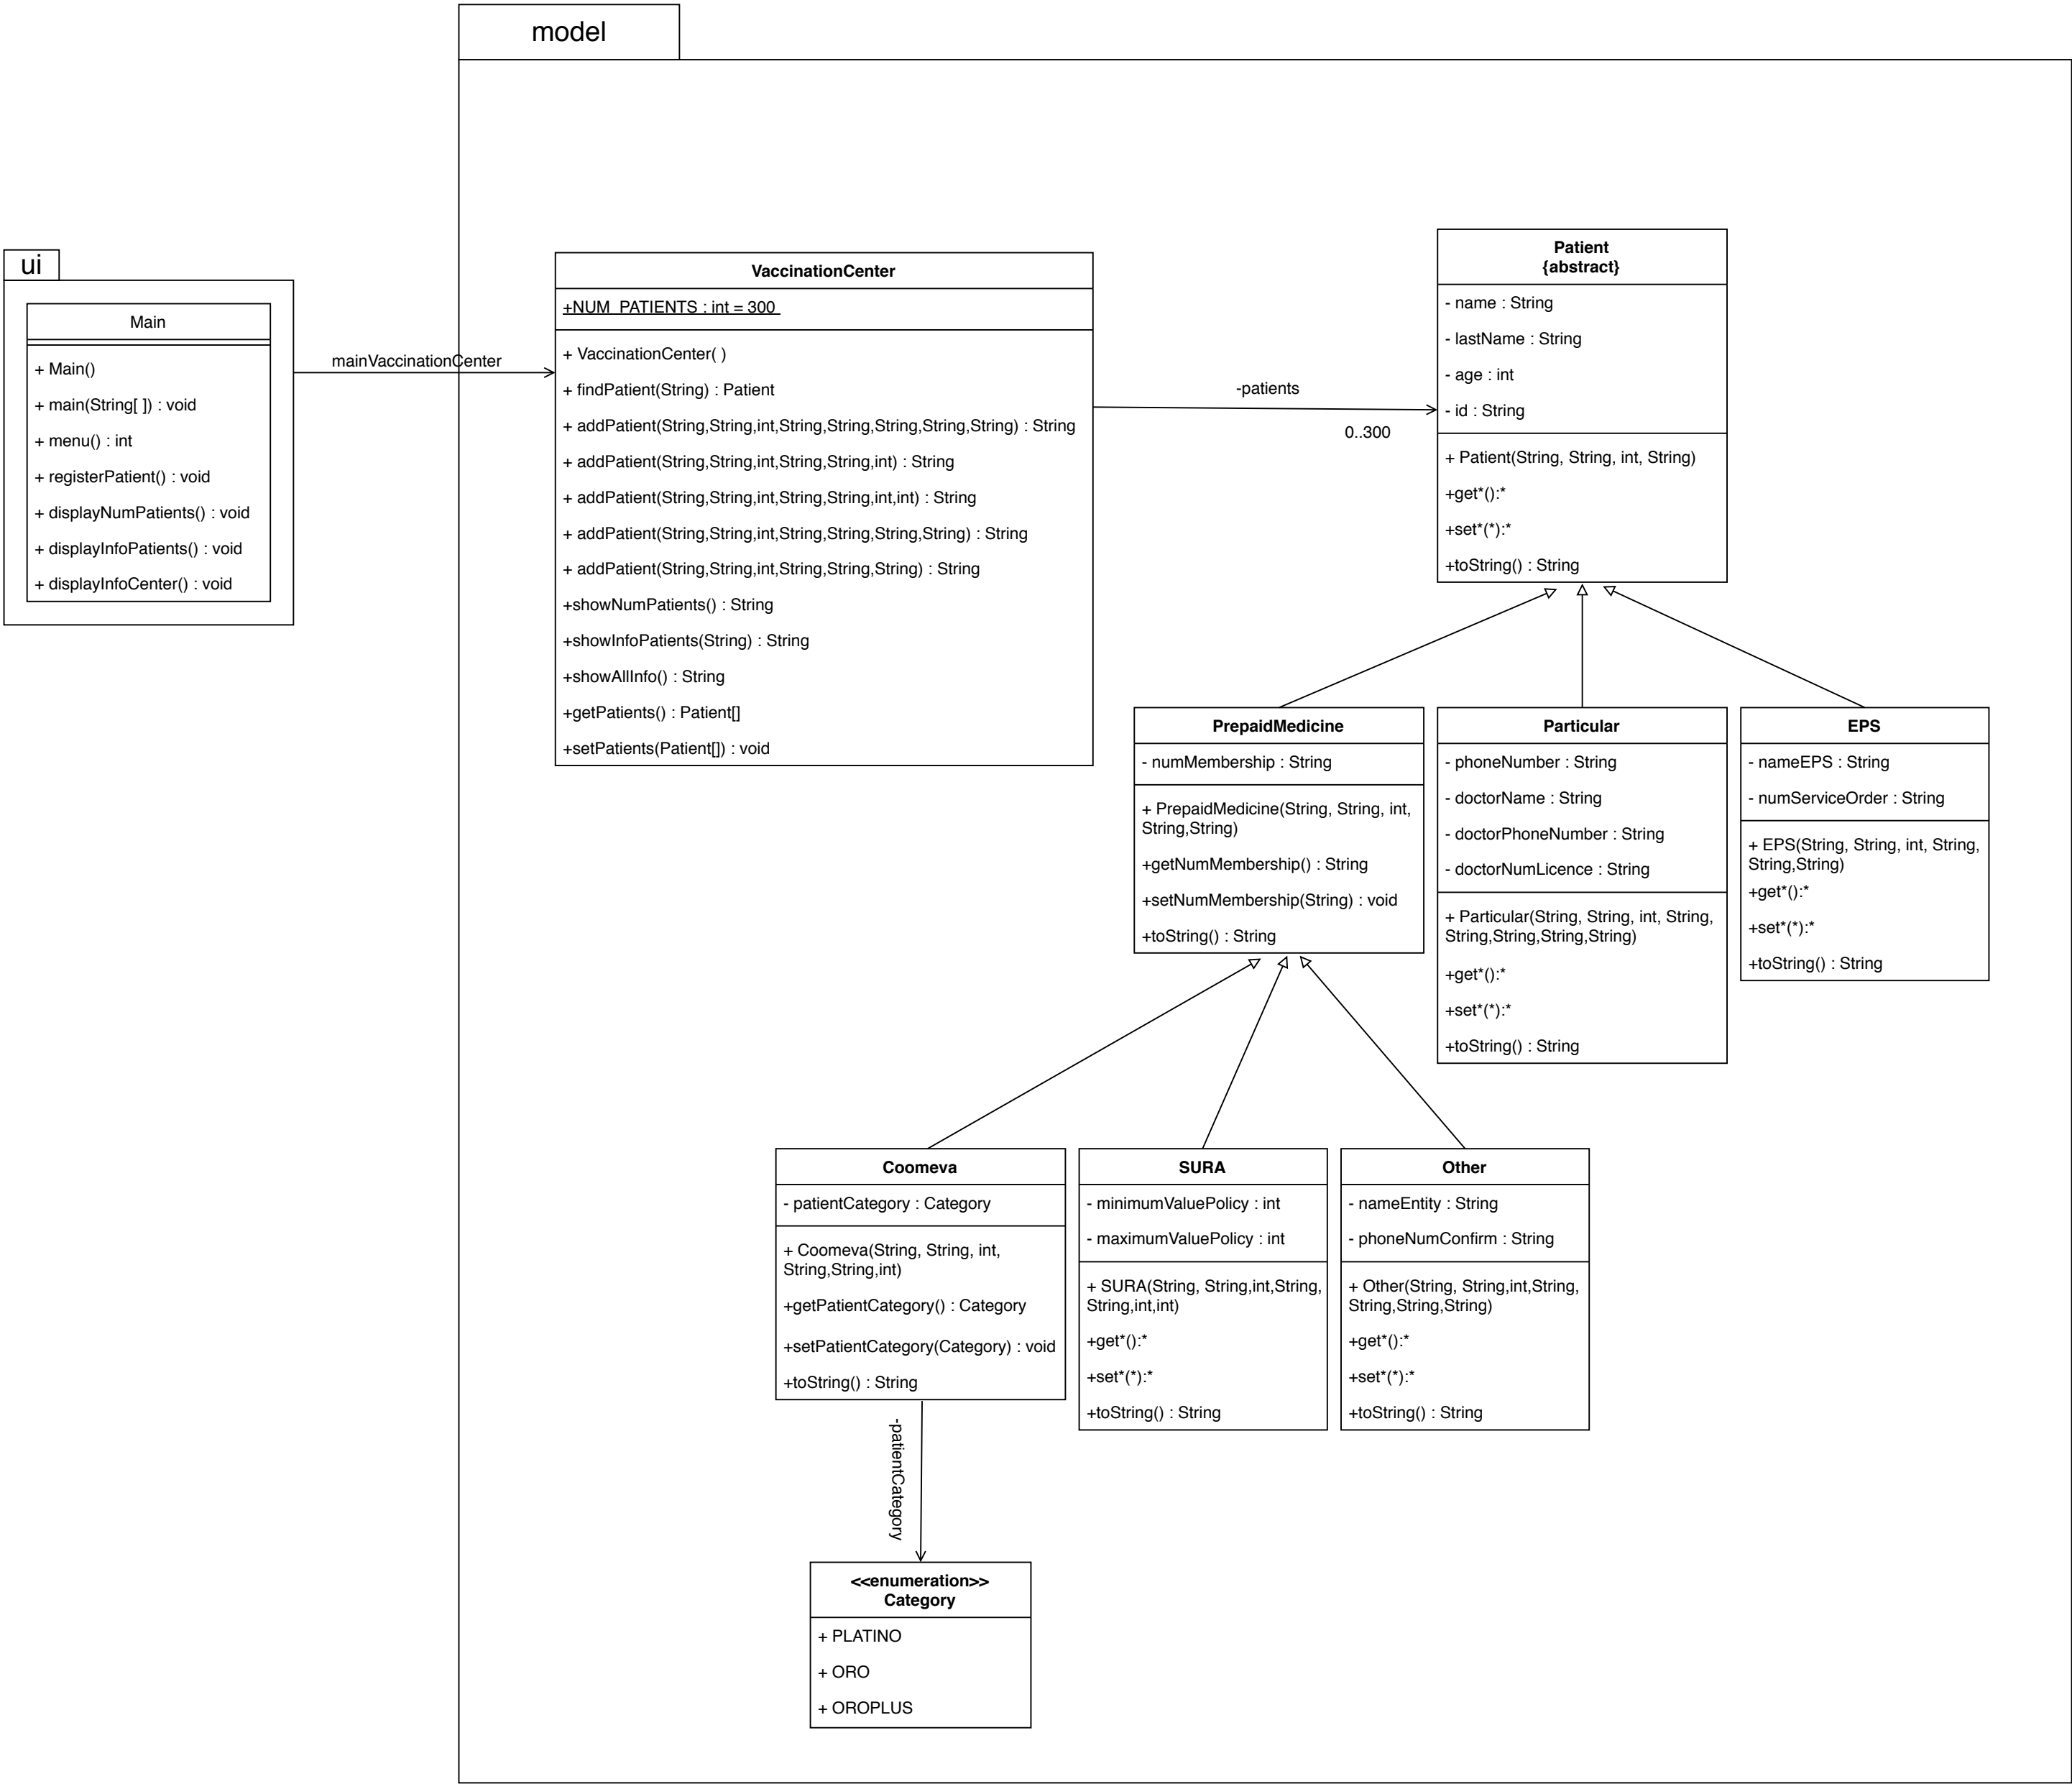 model
ui
Main
+ Main()
+ main(String[ ]) : void
+ menu() : int
+ registerPatient() : void
+ displayNumPatients() : void
+ displayInfoPatients() : void
+ displayInfoCenter() : void
mainVaccinationCenter
VaccinationCenter
+NUM_PATIENTS : int = 300
+ VaccinationCenter( )
+ findPatient(String) : Patient
+ addPatient(String,String,int,String,String,String,String,String) : String
+ addPatient(String,String,int,String,String,int) : String
+ addPatient(String,String,int,String,String,int,int) : String
+ addPatient(String,String,int,String,String,String,String) : String
+ addPatient(String,String,int,String,String,String) : String
+showNumPatients() : String
+showInfoPatients(String) : String
+showAllInfo() : String
+getPatients() : Patient[]
+setPatients(Patient[]) : void
-patients
0..300
Patient
{abstract}
- name : String
- lastName : String
- age : int
- id : String
+ Patient(String, String, int, String)
+get*():*
+set*(*):*
+toString() : String
PrepaidMedicine
- numMembership : String
+ PrepaidMedicine(String, String, int,
String,String)
+getNumMembership() : String
+setNumMembership(String) : void
+toString() : String
Particular
- phoneNumber : String
- doctorName : String
- doctorPhoneNumber : String
- doctorNumLicence : String
+ Particular(String, String, int, String,
String,String,String,String)
+get*():*
+set*(*):*
+toString() : String
EPS
- nameEPS : String
- numServiceOrder : String
+ EPS(String, String, int, String,
String,String)
+get*():*
+set*(*):*
+toString() : String
Coomeva
- patientCategory : Category
+ Coomeva(String, String, int,
String,String,int)
+getPatientCategory() : Category
+setPatientCategory(Category) : void
+toString() : String
SURA
- minimumValuePolicy : int
- maximumValuePolicy : int
+ SURA(String, String,int,String,
String,int,int)
+get*():*
+set*(*):*
+toString() : String
Other
- nameEntity : String
- phoneNumConfirm : String
+ Other(String, String,int,String,
String,String,String)
+get*():*
+set*(*):*
+toString() : String
-patientCategory
<<enumeration>>
Category
+ PLATINO
+ ORO
+ OROPLUS